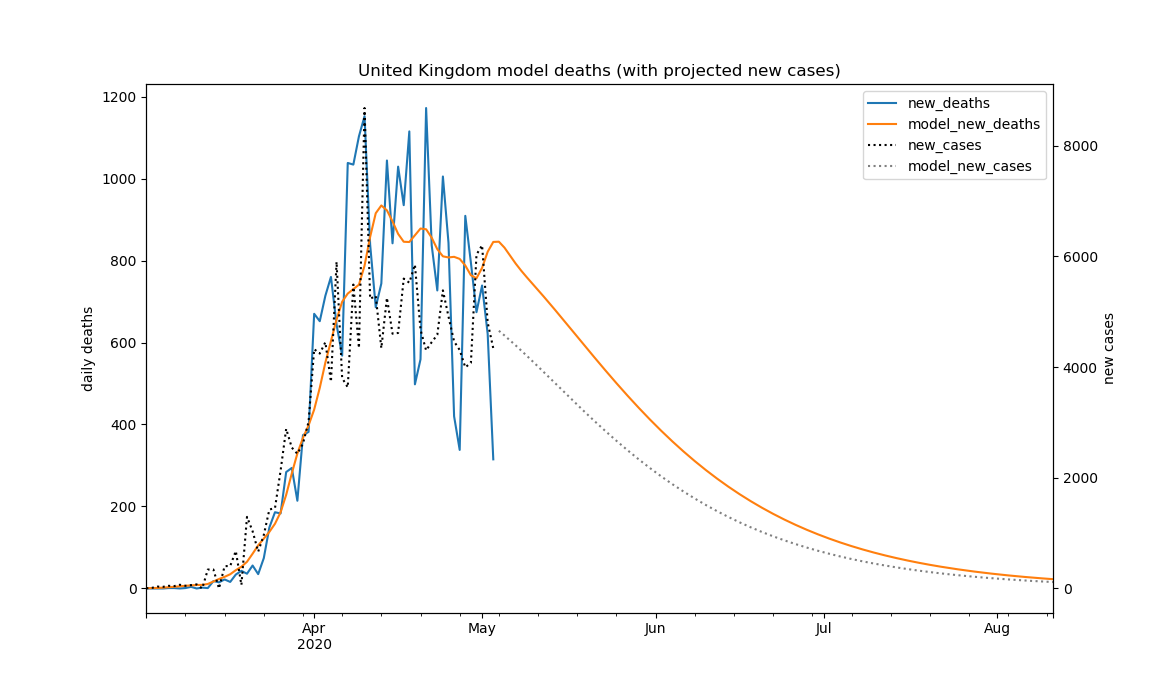 United Kingdom model deaths (with projected new cases)
new_deaths
model_new_deaths
new_cases
model_new_cases
1200
1000
800
600
400
200
0
daily deaths
8000
6000
4000
2000
0
new cases
Apr
2020
May
Jun
Jul
Aug